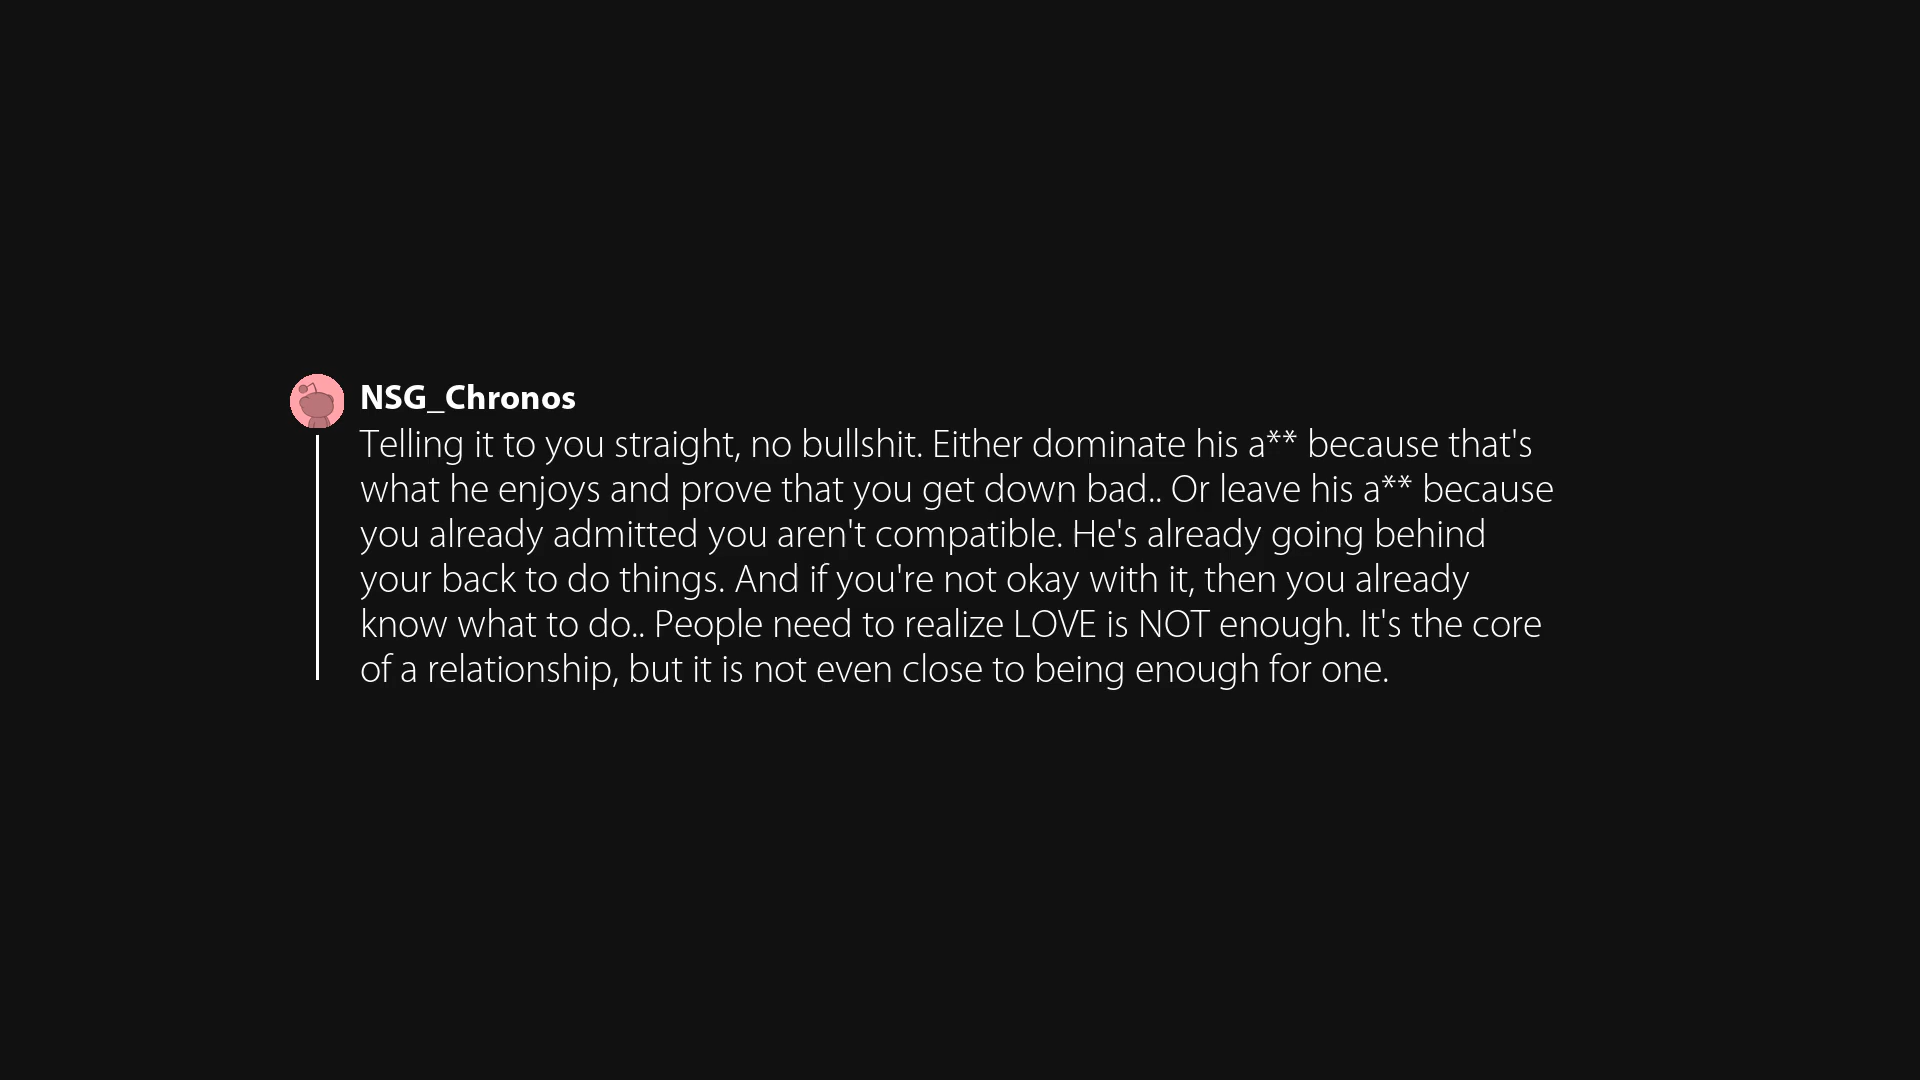 NSG_Chronos
Telling it to you straight, no bullshit. Either dominate his a** because that's
what he enjoys and prove that you get down bad.. Or leave his a** because
you already admitted you aren't compatible. He's already going behind
your back to do things. And if you're not okay with it, then you already
know what to do.. People need to realize LOVE is NOT enough. It's the core
of a relationship, but it is not even close to being enough for one.